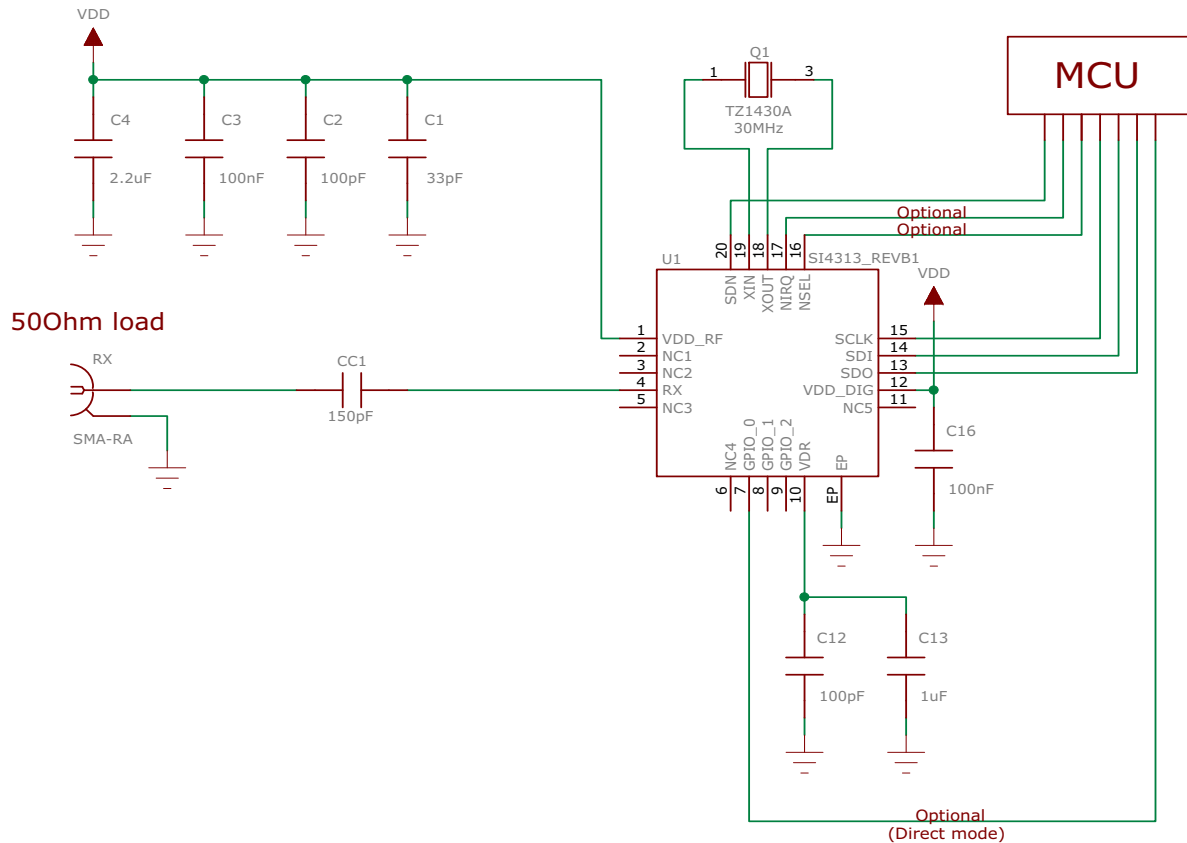 VDD
Q1
1
3
TZ1430A
30MHz
MCU
C4
C3
C2
C1
2.2uF
100nF
100pF
33pF
Optional
Optional
20
19
18
17
16
U1
SI4313_REVB1
SDN
XIN
XOUT
NIRQ
NSEL
VDD
50Ohm load
1
VDD_RF
SCLK
15
2
NC1
SDI
14
3
NC2
SDO
13
4
RX
VDD_DIG
12
5
NC3
NC5
11
RX
CC1
150pF
SMA-RA
NC4
GPIO_0
GPIO_1
GPIO_2
VDR
EP
6
7
8
9
10
EP
C16
100nF
C12
C13
100pF
1uF
Optional
(Direct mode)